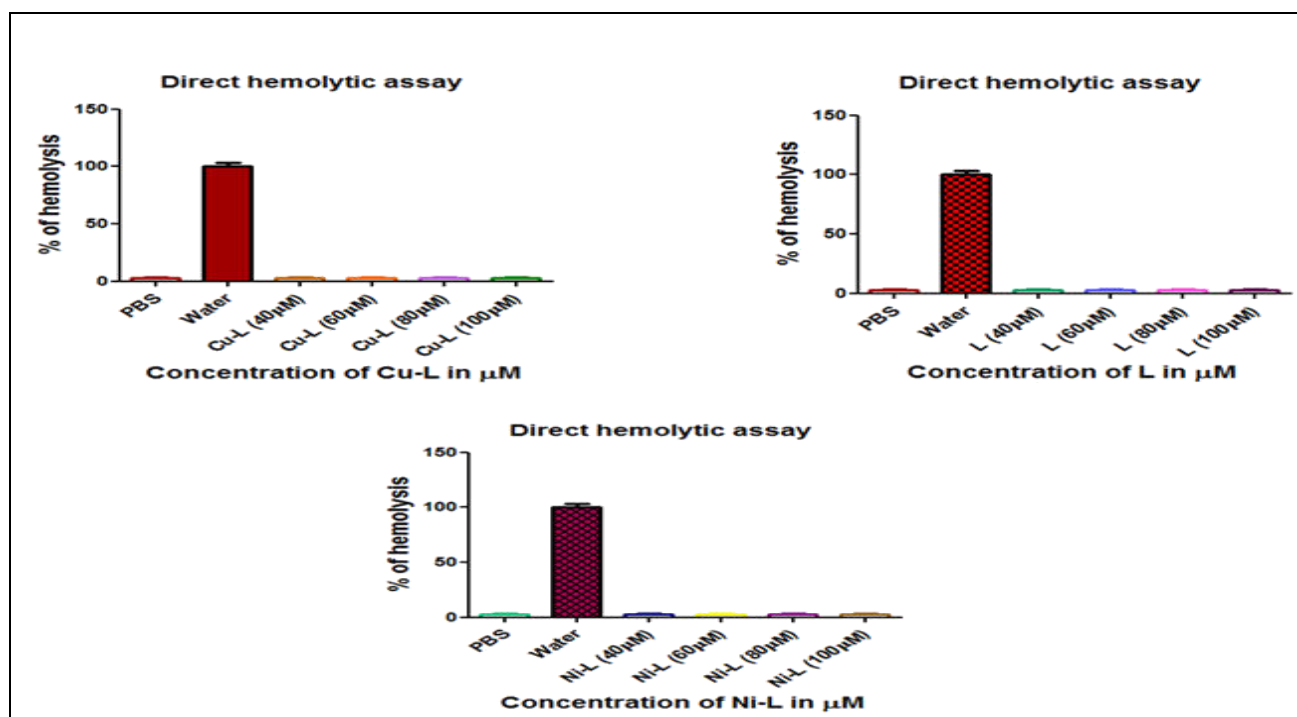 Direct hemolytic assay
% of hemolysis
150
100
50
0
PBS
Water
Cu-L (40µM)
Cu-L (60µM)
Cu-L (80µM)
Cu-L (100µM)
Concentration of Cu-L in µM
Direct hemolytic assay
% of hemolysis
150
100
50
0
PBS
Water
L (40µM)
L (60µM)
L (80µM)
L (100µM)
Concentration of L in µM
Direct hemolytic assay
% of hemolysis
150
100
50
0
PBS
Water
Ni-L (40µM)
Ni-L (60µM)
Ni-L (80µM)
Ni-L (100µM)
Concentration of Ni-L in µM